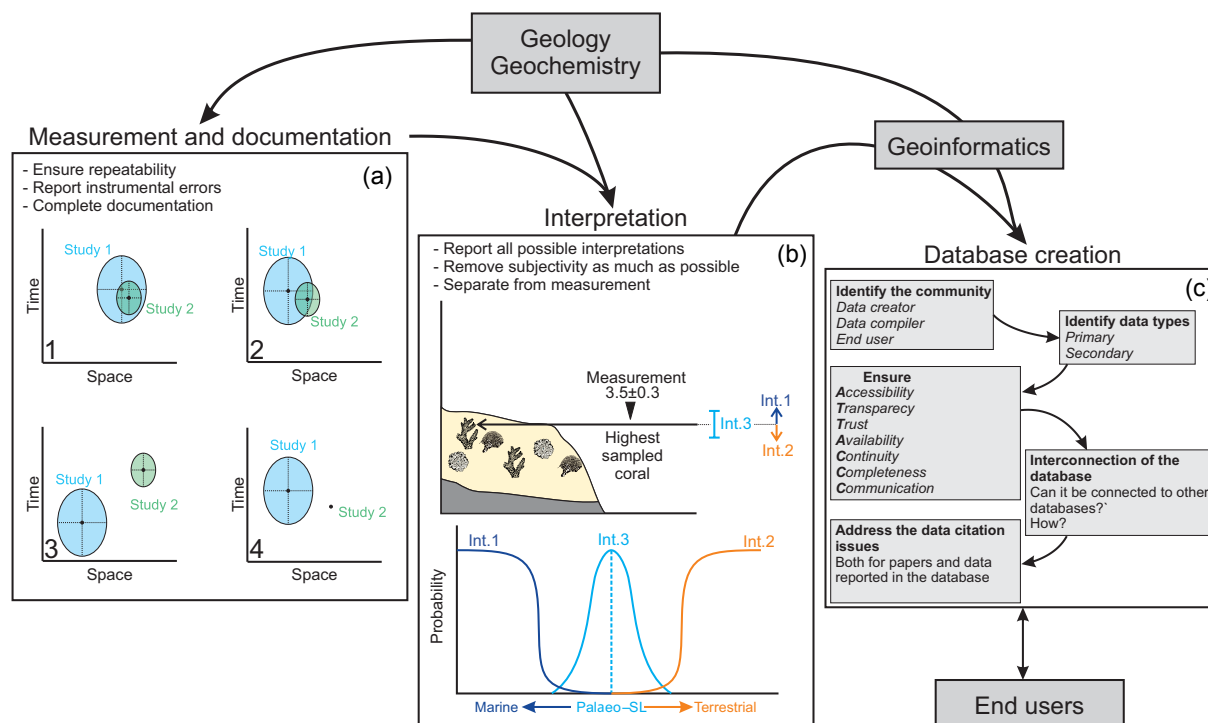 Geology
Geochemistry
Geoinformatics
Measurement and documentation
(a)
- Ensure repeatability
- Report instrumental errors
- Complete documentation
Study 1
Study 2
Time
1
Space
Study 1
Study 2
Time
2
Space
Study 1
Study 2
Time
3
Space
Study 1
Study 2
Time
4
Space
Interpretation
(b)
- Report all possible interpretations
- Remove subjectivity as much as possible
- Separate from measurement
Measurement
3.5±0.3
Highest
sampled
coral
Int.3
Int.1
Int.2
Int.1
Int.3
Int.2
Probability
Marine
Palaeo–SL
Terrestrial
Database creation
(c)
Identify the community
Data creator
Data compiler
End user
Identify data types
Primary
Secondary
Ensure
Accessibility
Transparecy
Trust
Availability
Continuity
Completeness
Communication
Interconnection of the
database
Can it be connected to other
databases?`
How?
Address the data citation
issues
Both for papers and data
reported in the database
End users